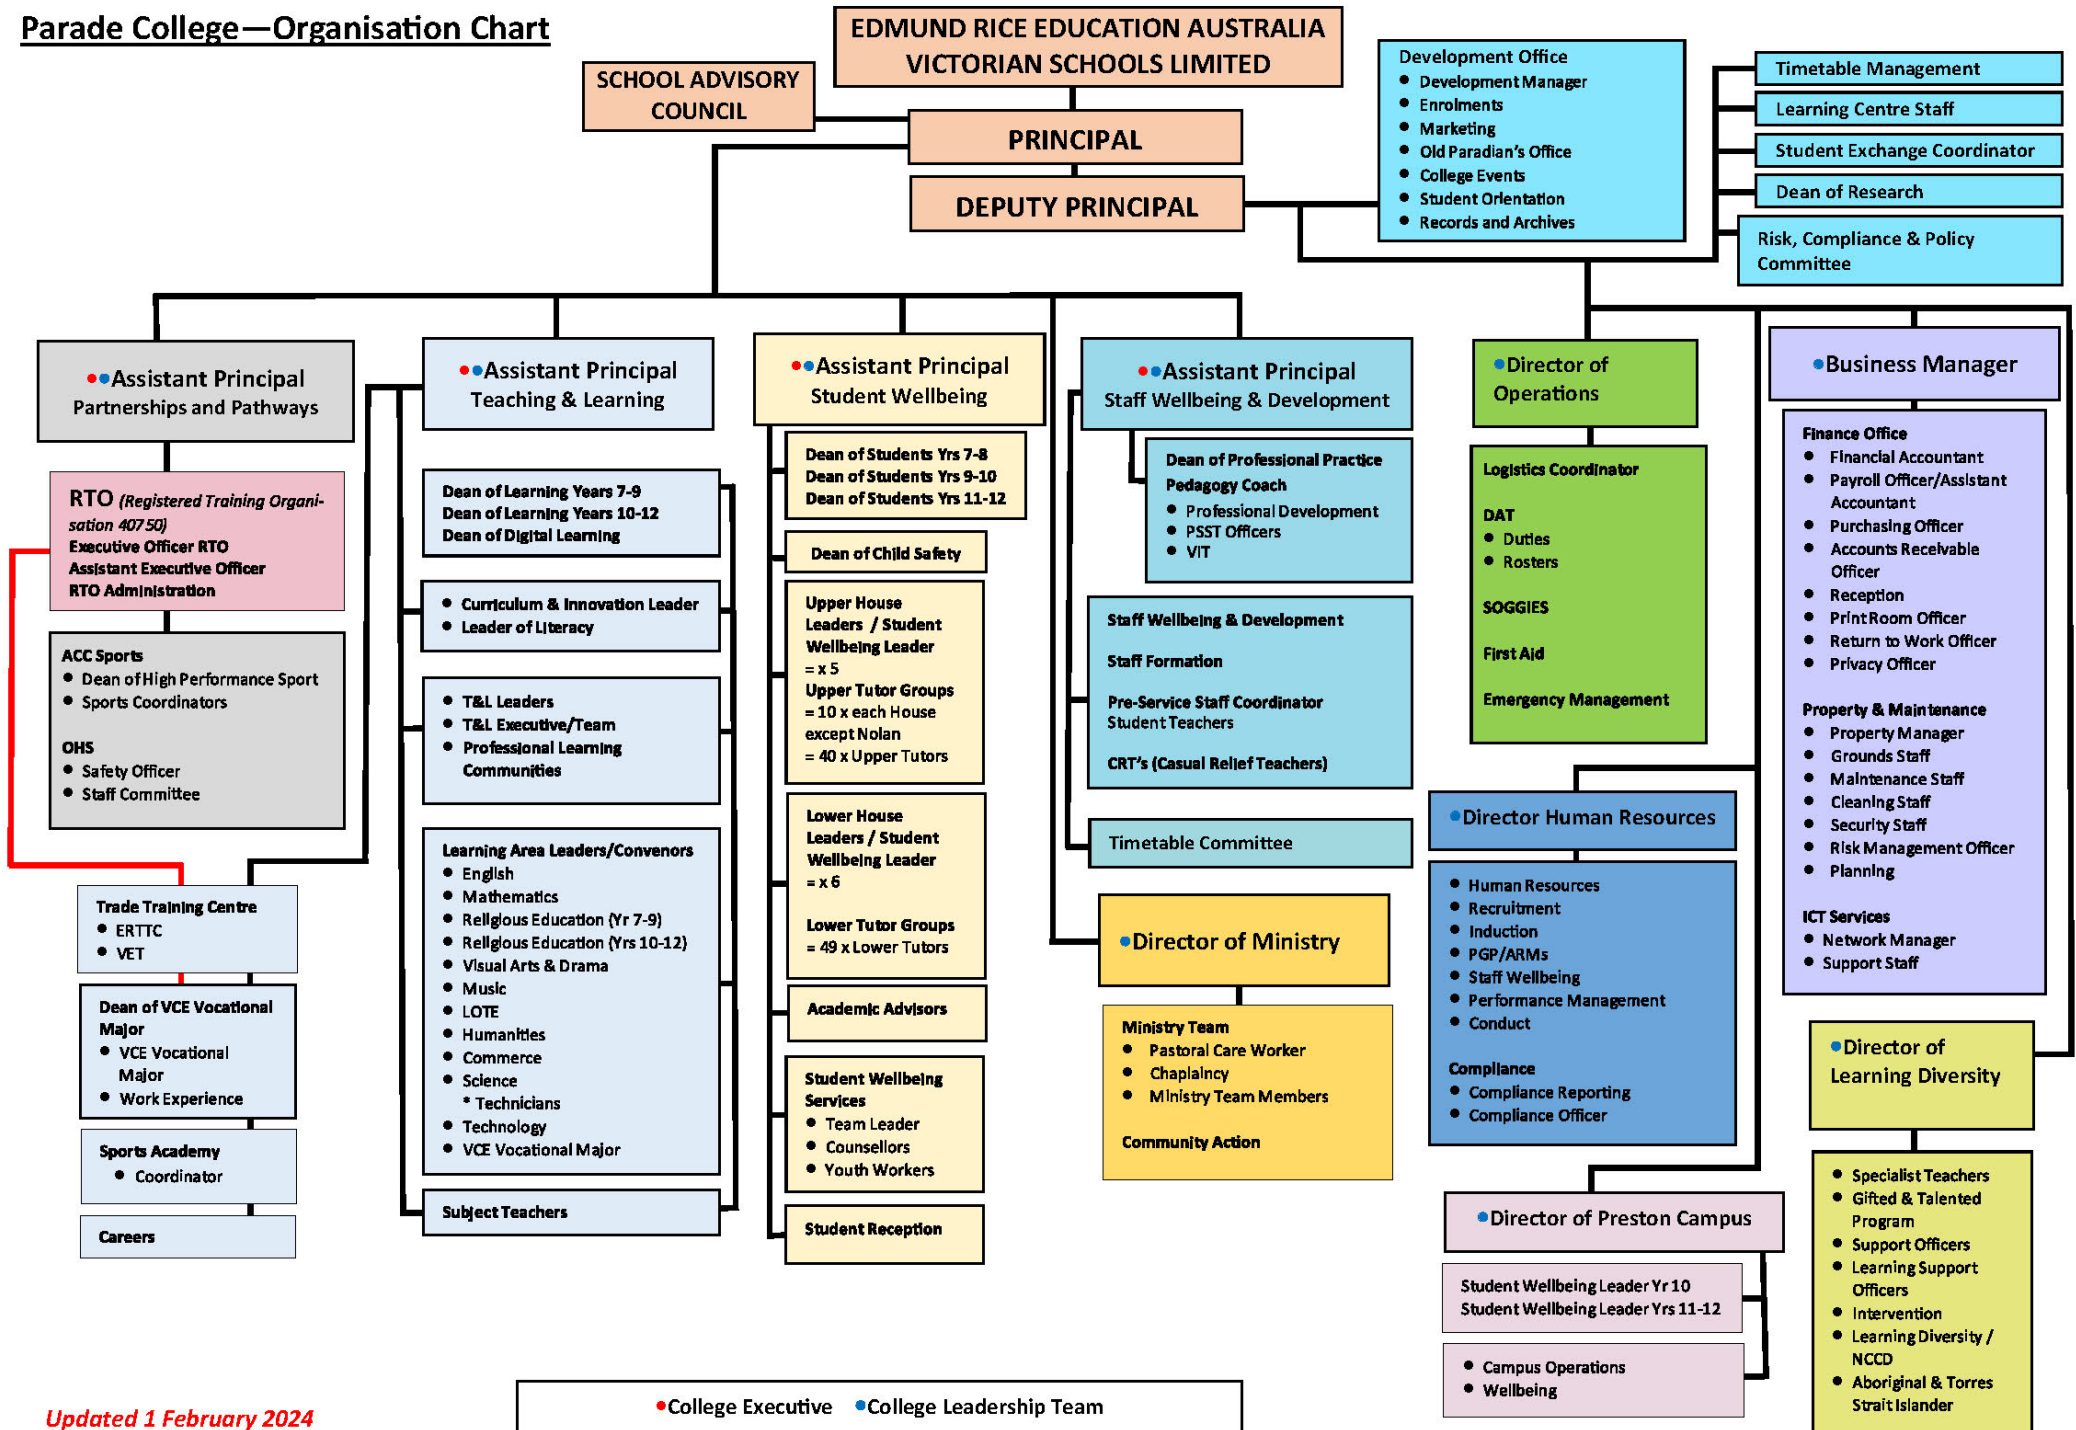 Parade College—Organisation Chart
EDMUND RICE EDUCATION AUSTRALIA
VICTORIAN SCHOOLS LIMITED
SCHOOL ADVISORY
COUNCIL
PRINCIPAL
DEPUTY PRINCIPAL
Development Office
• Development Manager
• Enrolments
• Marketing
• Old Paradian's Office
• College Events
• Student Orientation
• Records and Archives
Timetable Management
Learning Centre Staff
Student Exchange Coordinator
Dean of Research
Risk, Compliance & Policy
Committee
••Assistant Principal
Partnerships and Pathways
RTO (Registered Training Organi-
sation 40750)
Executive Officer RTO
Assistant Executive Officer
RTO Administration
ACC Sports
• Dean of High Performance Sport
• Sports Coordinators
OHS
• Safety Officer
• Staff Committee
Trade Training Centre
• ERTTC
• VET
Dean of VCE Vocational
Major
• VCE Vocational
Major
• Work Experience
Sports Academy
• Coordinator
Careers
••Assistant Principal
Teaching & Learning
Dean of Learning Years 7-9
Dean of Learning Years 10-12
Dean of Digital Learning
• Curriculum & Innovation Leader
• Leader of Literacy
• T&L Leaders
• T&L Executive/Team
• Professional Learning
Communities
Learning Area Leaders/Convenors
• English
• Mathematics
• Religious Education (Yr 7-9)
• Religious Education (Yrs 10-12)
• Visual Arts & Drama
• Music
• LOTE
• Humanities
• Commerce
• Science
* Technicians
• Technology
• VCE Vocational Major
Subject Teachers
••Assistant Principal
Student Wellbeing
Dean of Students Yrs 7-8
Dean of Students Yrs 9-10
Dean of Students Yrs 11-12
Dean of Child Safety
Upper House
Leaders / Student
Wellbeing Leader
= x 5
Upper Tutor Groups
= 10 x each House
except Nolan
= 40 x Upper Tutors
Lower House
Leaders / Student
Wellbeing Leader
= x 6
Lower Tutor Groups
= 49 x Lower Tutors
Academic Advisors
Student Wellbeing
Services
• Team Leader
• Counsellors
• Youth Workers
Student Reception
••Assistant Principal
Staff Wellbeing & Development
Dean of Professional Practice
Pedagogy Coach
• Professional Development
• PSST Officers
• VIT
Staff Wellbeing & Development
Staff Formation
Pre-Service Staff Coordinator
Student Teachers
CRT's (Casual Relief Teachers)
Timetable Committee
•Director of Ministry
Ministry Team
• Pastoral Care Worker
• Chaplaincy
• Ministry Team Members
Community Action
•Director of
Operations
Logistics Coordinator
DAT
• Duties
• Rosters
SOGGIES
First Aid
Emergency Management
•Director Human Resources
• Human Resources
• Recruitment
• Induction
• PGP/ARMs
• Staff Wellbeing
• Performance Management
• Conduct
Compliance
• Compliance Reporting
• Compliance Officer
•Director of Preston Campus
Student Wellbeing Leader Yr 10
Student Wellbeing Leader Yrs 11-12
• Campus Operations
• Wellbeing
•Business Manager
Finance Office
• Financial Accountant
• Payroll Officer/Assistant
Accountant
• Purchasing Officer
• Accounts Receivable
Officer
• Reception
• Print Room Officer
• Return to Work Officer
• Privacy Officer
Property & Maintenance
• Property Manager
• Grounds Staff
• Maintenance Staff
• Cleaning Staff
• Security Staff
• Risk Management Officer
• Planning
ICT Services
• Network Manager
• Support Staff
•Director of
Learning Diversity
• Specialist Teachers
• Gifted & Talented
Program
• Support Officers
• Learning Support
Officers
• Intervention
• Learning Diversity /
NCCD
• Aboriginal & Torres
Strait Islander
•College Executive •College Leadership Team
Updated 1 February 2024